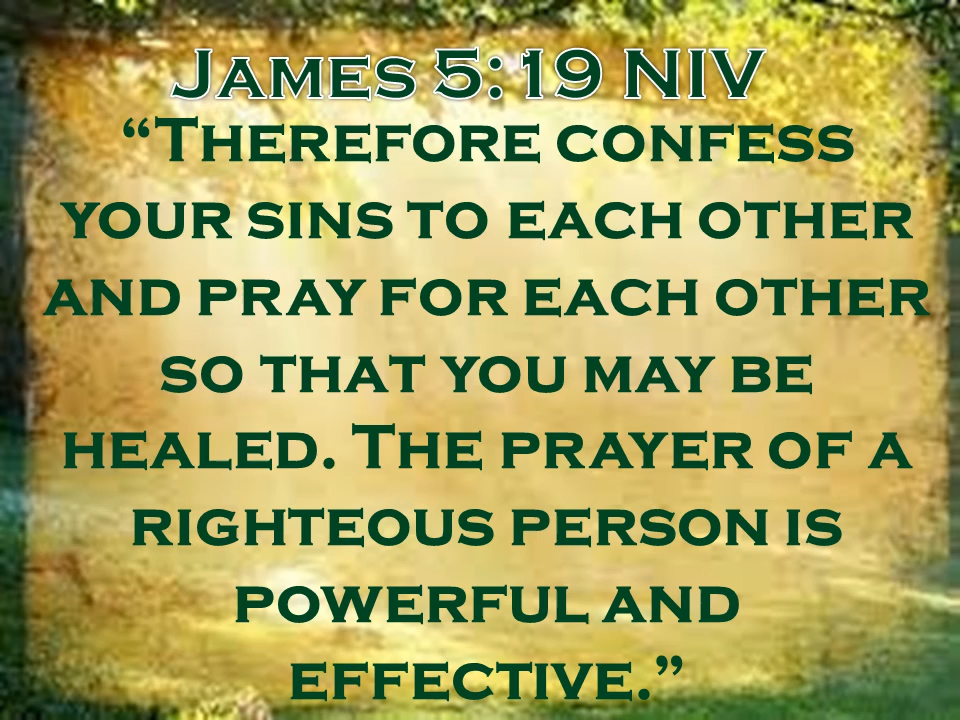 James 5:19 NIV
“Therefore confess
your sins to each other
and pray for each other
so that you may be
healed. The prayer of a
righteous person is
powerful and
effective.”